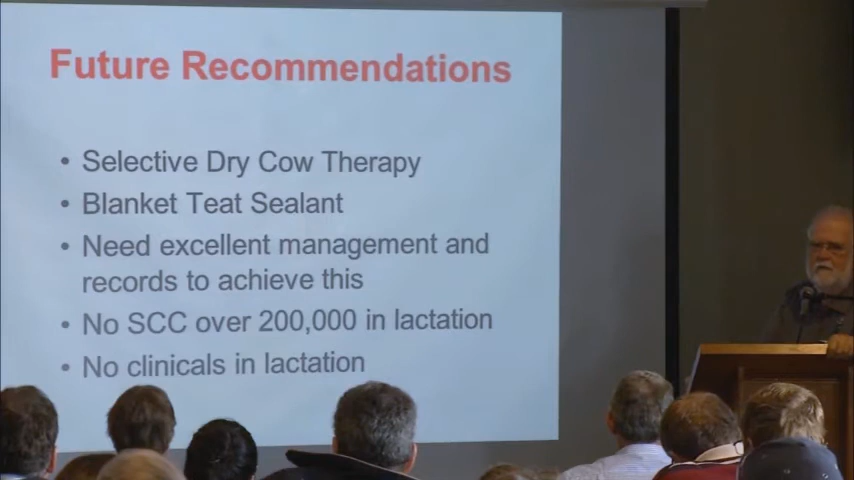 Future Recommendations
• Selective Dry Cow Therapy
• Blanket Teat Sealant
• Need excellent management and
records to achieve this
• No SCC over 200,000 in lactation
• No clinicals in lactation